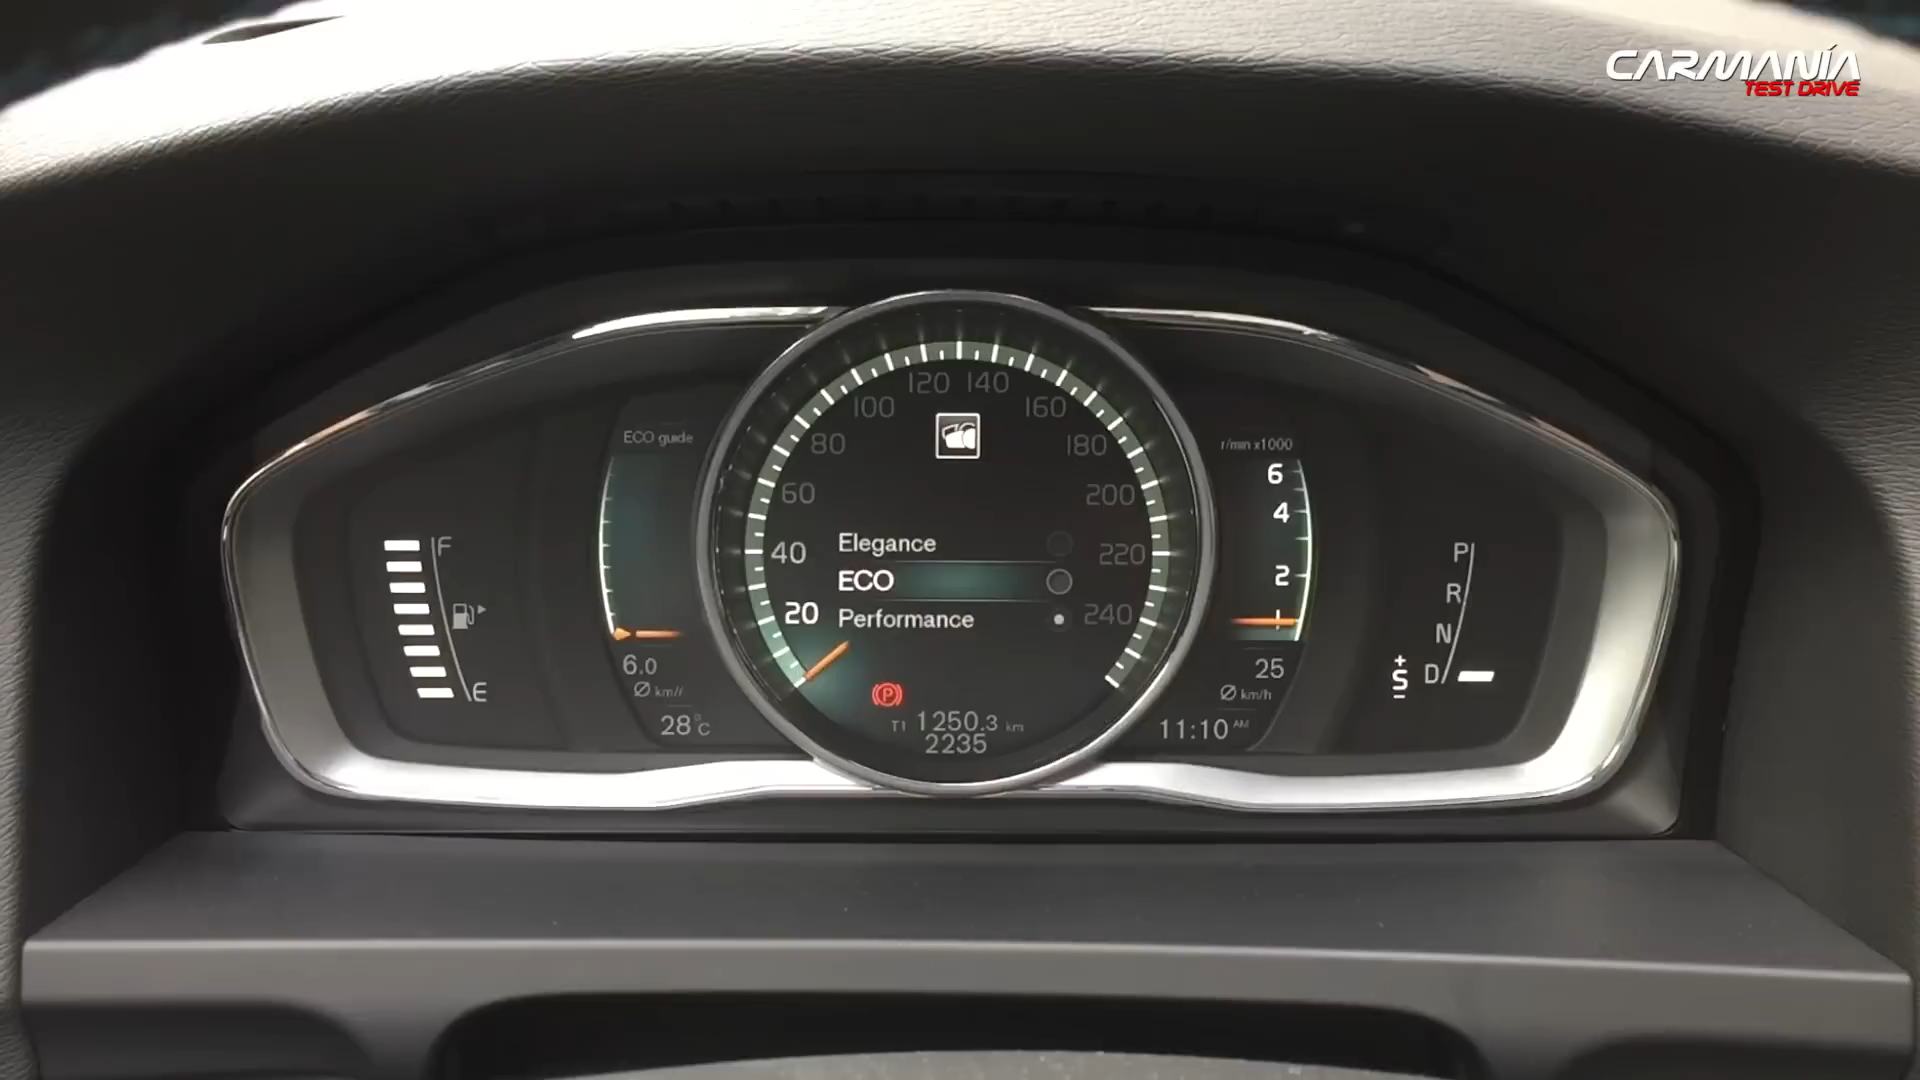 CARMANÍA
TEST DRIVE
120 140
100 160
80 180
60 200
40 220
20 240
ECO guide
r/min x1000
6
4
2
Elegance
ECO
Performance
F
E
6.0
Ø km/l
28°C
P
T1 1250.3 km
2235
25
Ø km/h
11:10 AM
P
R
N
D
+
S
-